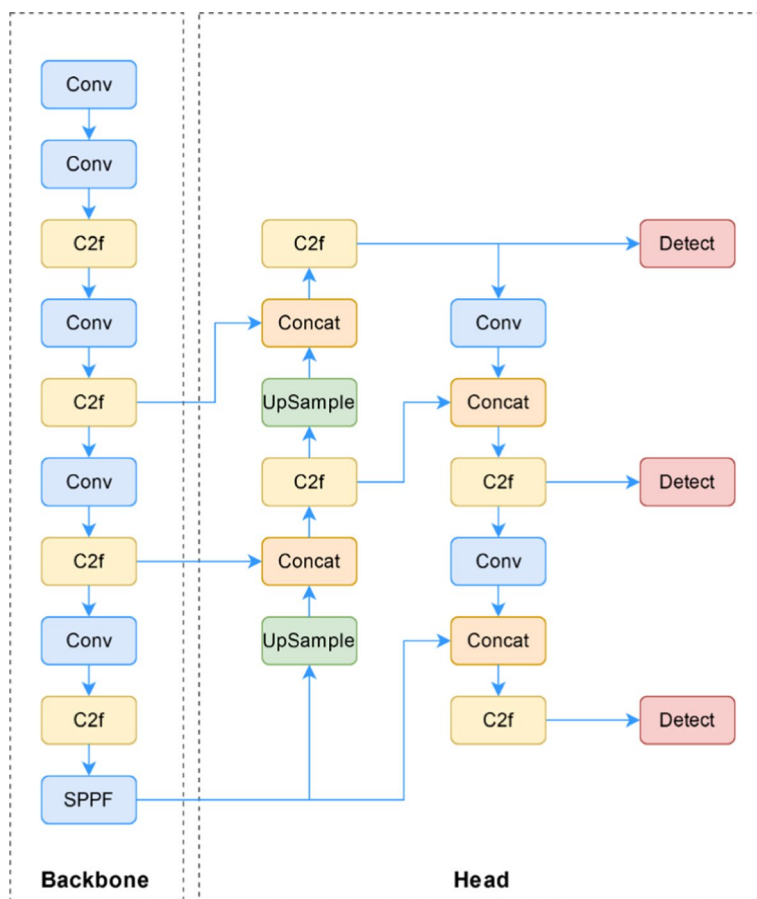 Conv
Conv
C2f
Conv
C2f
Conv
C2f
Conv
C2f
SPPF
Backbone
C2f
Concat
UpSample
C2f
Concat
UpSample
Conv
Concat
C2f
Conv
Concat
C2f
Detect
Detect
Detect
Head